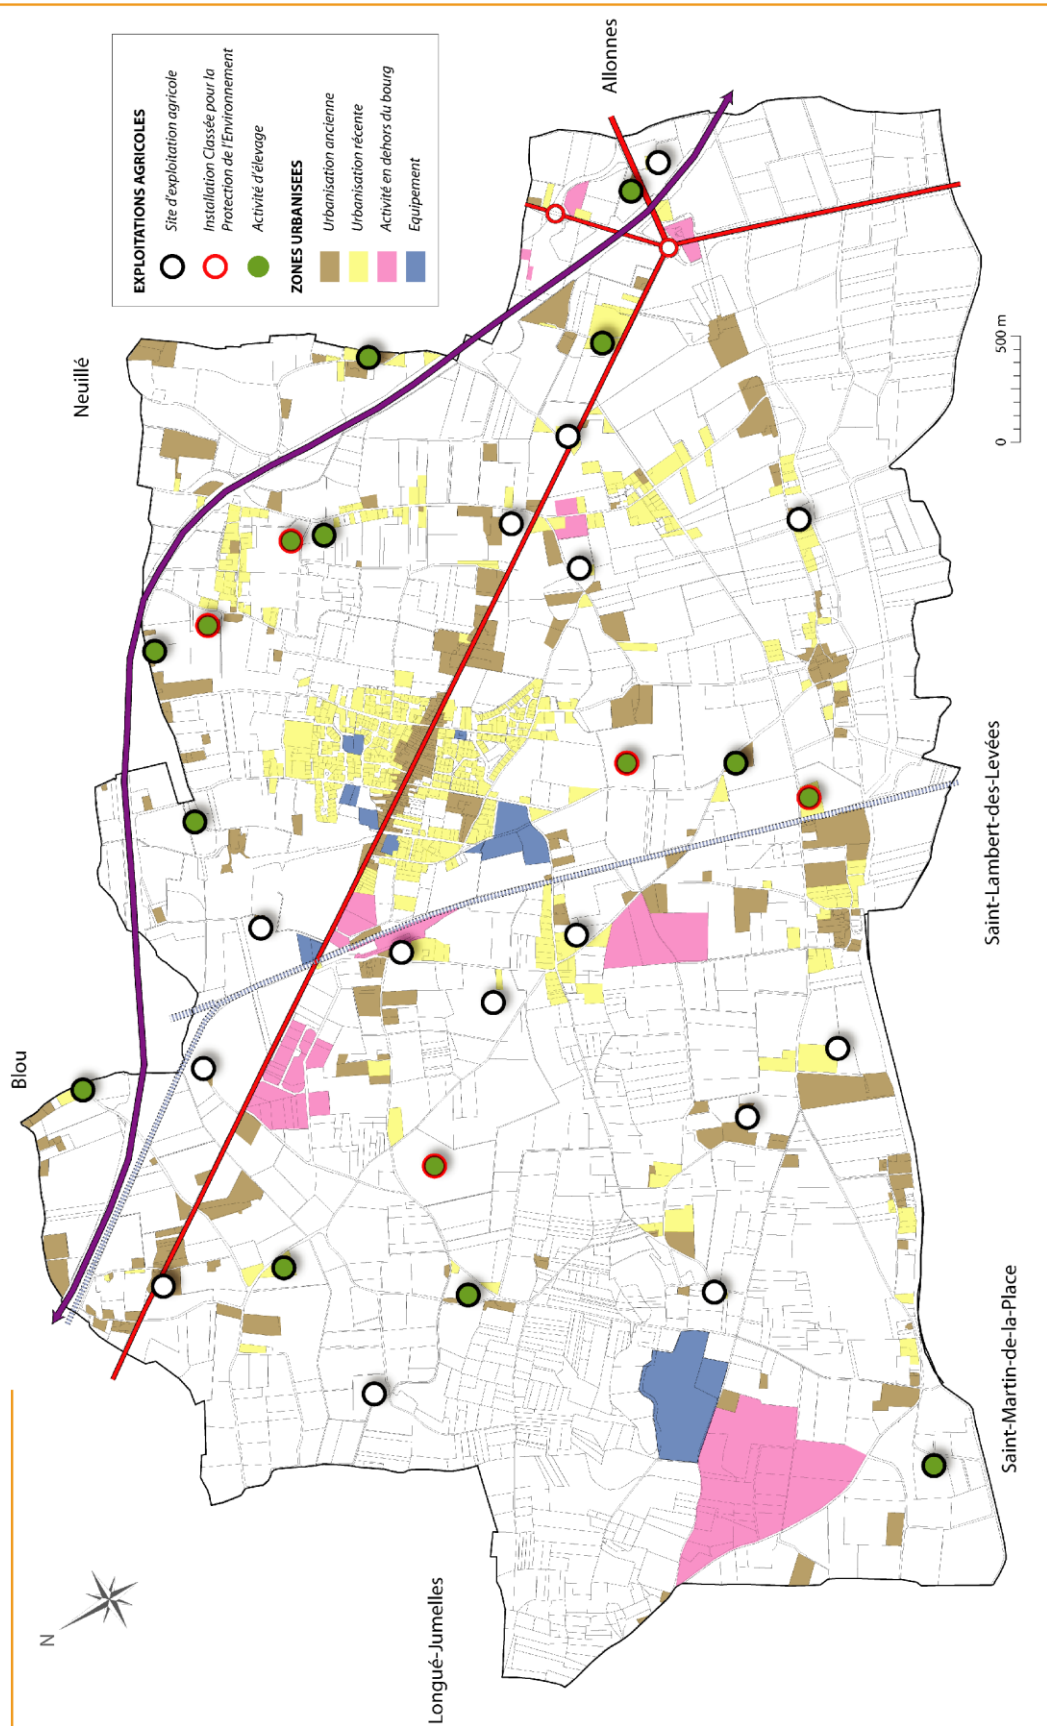 EXPLOITATIONS AGRICOLES
Site d'exploitation agricole
Installation Classée pour la
Protection de l'Environnement
Activité d'élevage
ZONES URBANISEES
Urbanisation ancienne
Urbanisation récente
Activité en dehors du bourg
Equipement
Blou
Neuillé
Allonnes
N
Longué-Jumelles
Saint-Martin-de-la-Place
Saint-Lambert-des-Levées
0 500 m